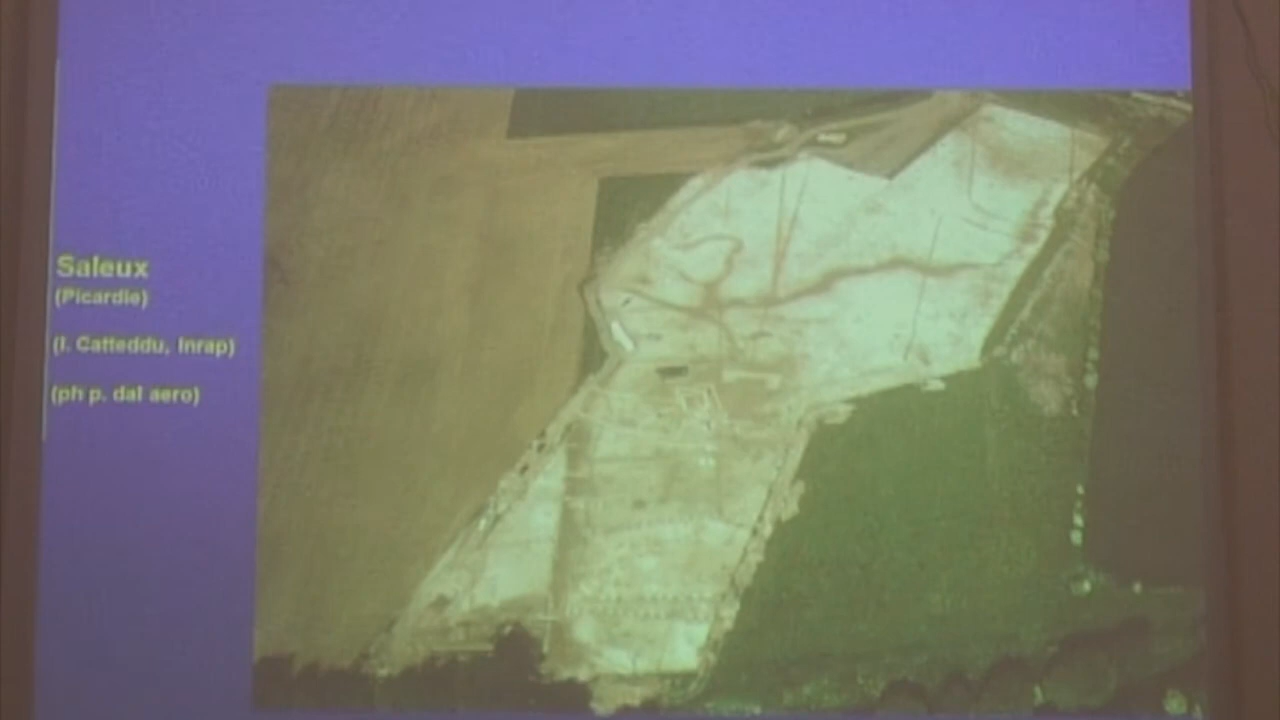 Saleux
(Picardie)
(I. Catteddu, Inrap)
(ph p. dal aero)